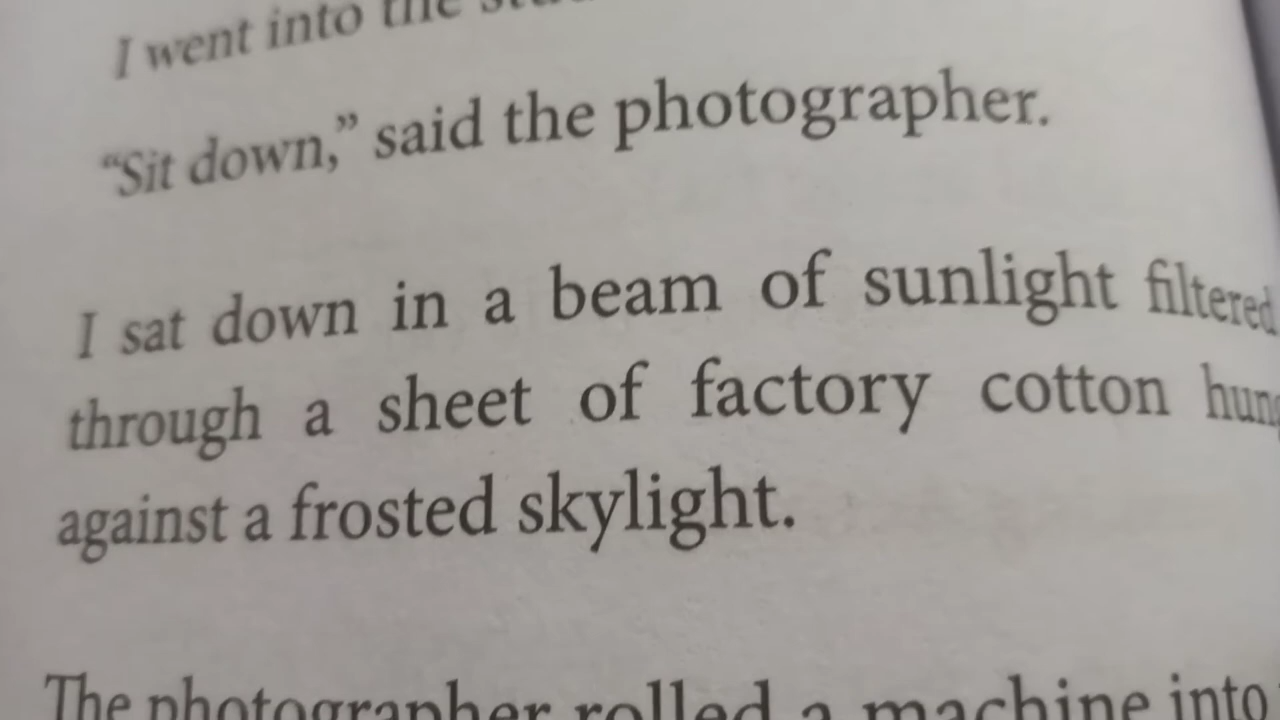 I went into the
“Sit down,” said the photographer.
I sat down in a beam of sunlight filtered
through a sheet of factory cotton
against a frosted skylight.
The photographer rolled a machine into